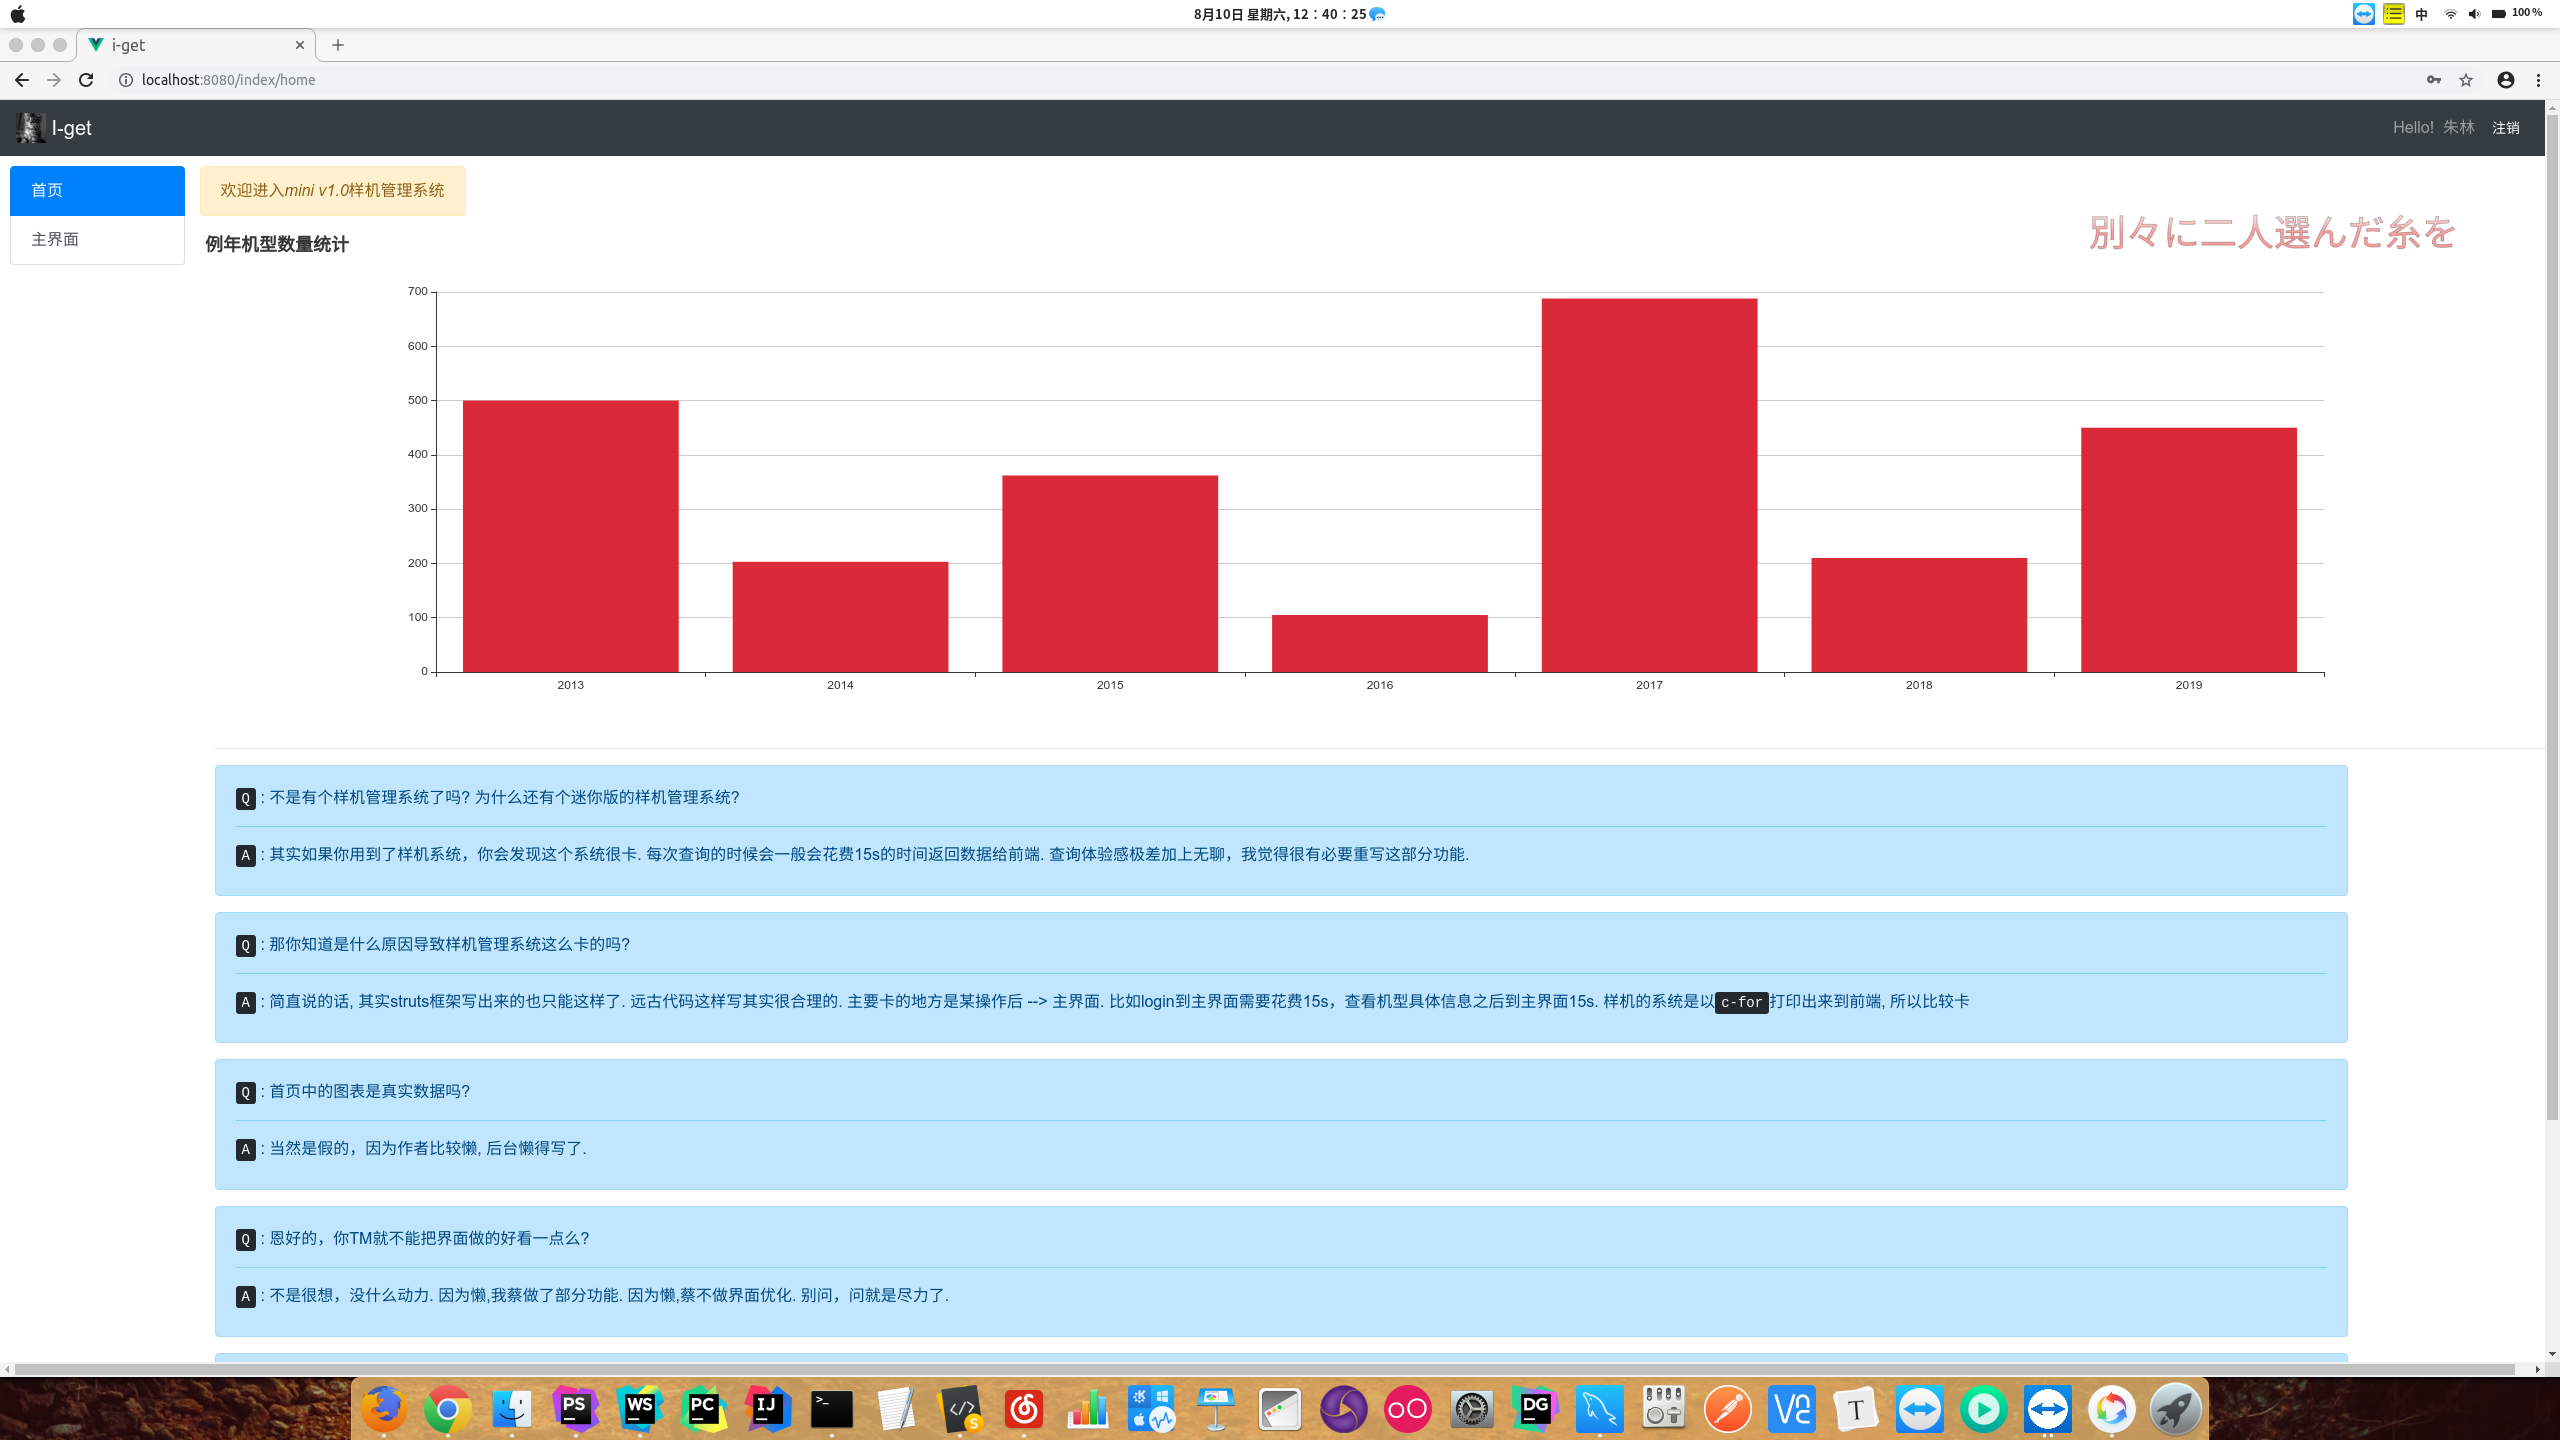 8月10日 星期六, 12：40：25
中
100 %
i-get
localhost:8080/index/home
I-get
Hello! 朱林 注销
首页
主界面
欢迎进入mini v1.0样机管理系统
別々に二人選んだ糸を
例年机型数量统计
700
600
500
400
300
200
100
0
2013 2014 2015 2016 2017 2018 2019
Q : 不是有个样机管理系统了吗? 为什么还有个迷你版的样机管理系统?
A : 其实如果你用到了样机系统，你会发现这个系统很卡. 每次查询的时候会一般会花费15s的时间返回数据给前端. 查询体验感极差加上无聊，我觉得很有必要重写这部分功能.
Q : 那你知道是什么原因导致样机管理系统这么卡的吗?
A : 简直说的话, 其实struts框架写出来的也只能这样了. 远古代码这样写其实很合理的. 主要卡的地方是某操作后 --> 主界面. 比如login到主界面需要花费15s，查看机型具体信息之后到主界面15s. 样机的系统是以c-for打印出来到前端, 所以比较卡
Q : 首页中的图表是真实数据吗?
A : 当然是假的，因为作者比较懒, 后台懒得写了.
Q : 恩好的，你TM就不能把界面做的好看一点么?
A : 不是很想，没什么动力. 因为懒,我蔡做了部分功能. 因为懒,蔡不做界面优化. 别问，问就是尽力了.
PS WS PC IJ >_ </> S DG T